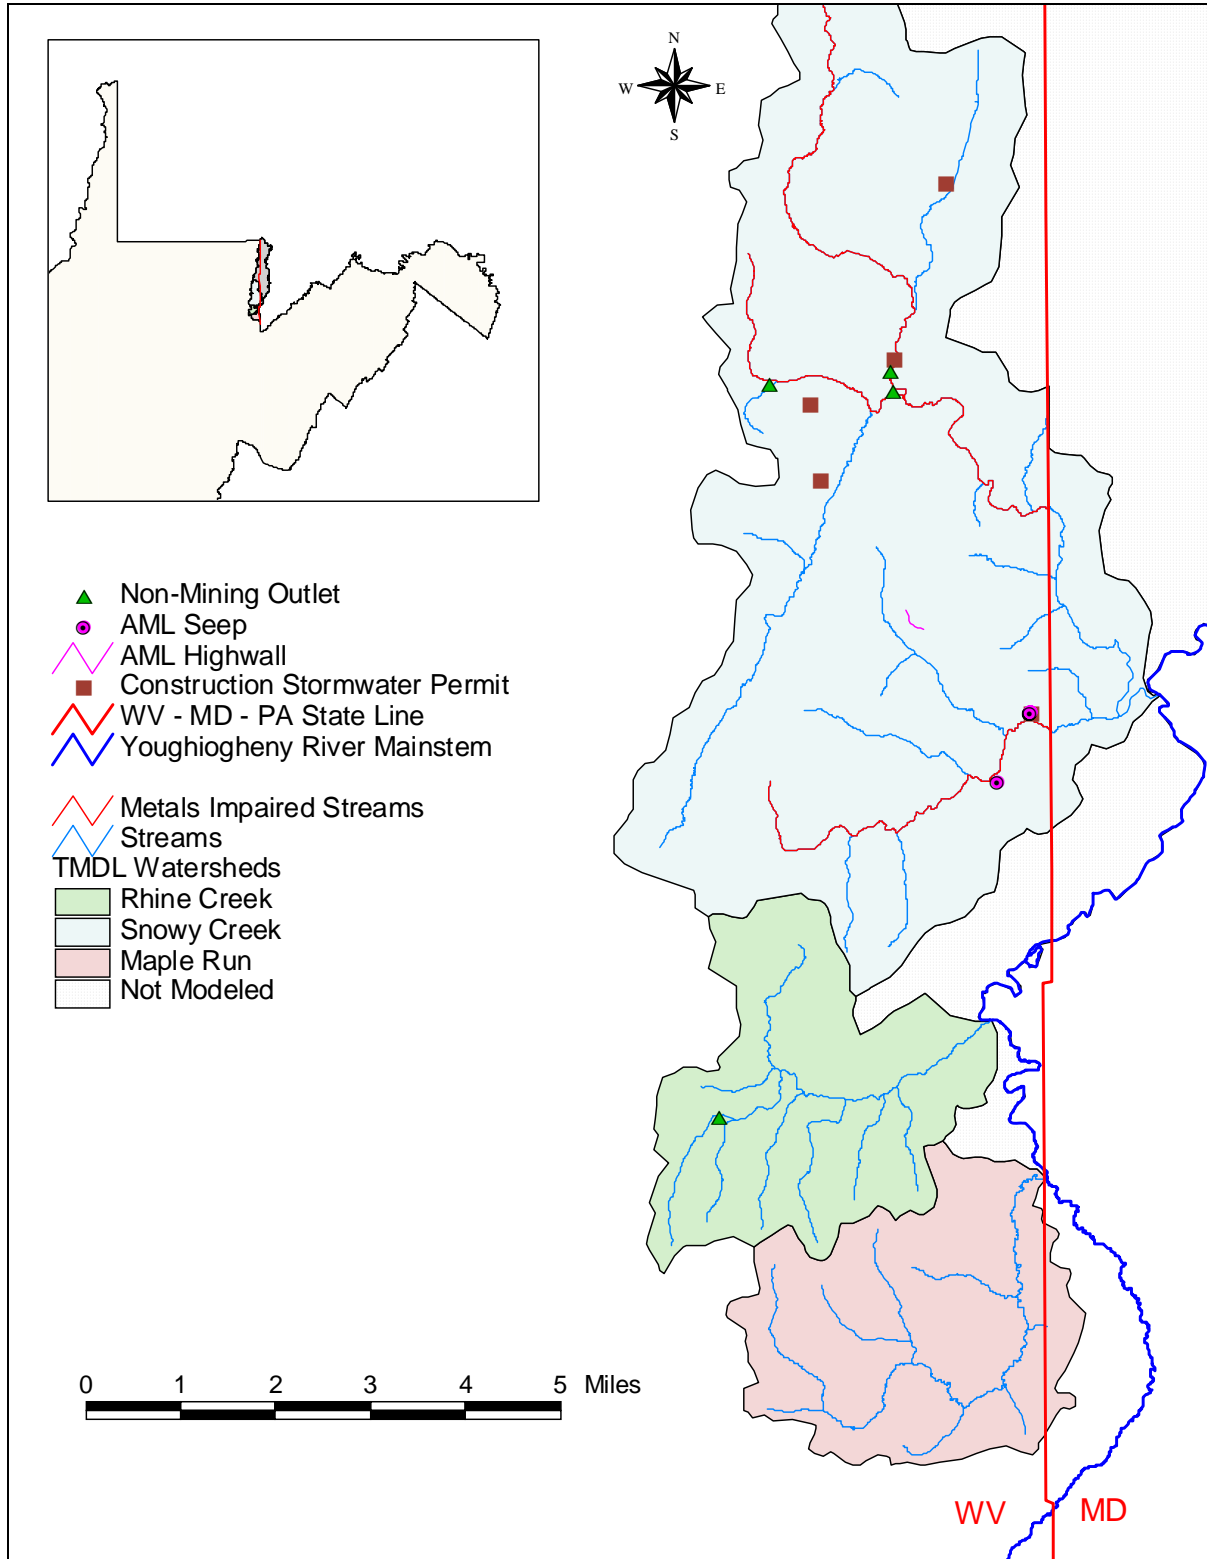 N
W E
S
Non-Mining Outlet
AML Seep
AML Highwall
Construction Stormwater Permit
WV - MD - PA State Line
Youghiogheny River Mainstem
Metals Impaired Streams
Streams
TMDL Watersheds
Rhine Creek
Snowy Creek
Maple Run
Not Modeled
0 1 2 3 4 5 Miles
WV MD